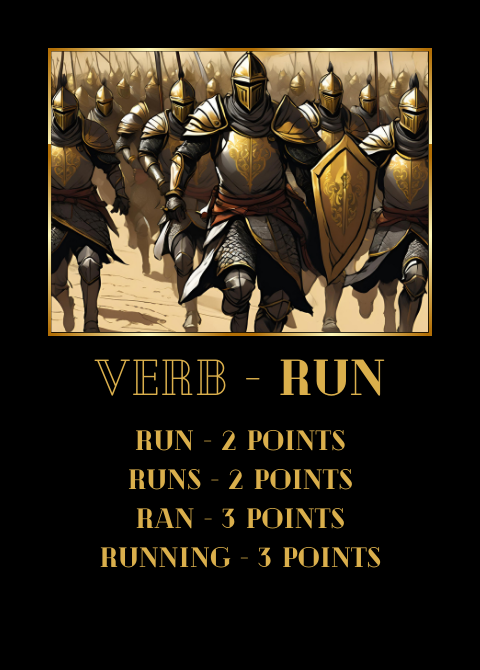 VERB - RUN
RUN - 2 POINTS
RUNS - 2 POINTS
RAN - 3 POINTS
RUNNING - 3 POINTS